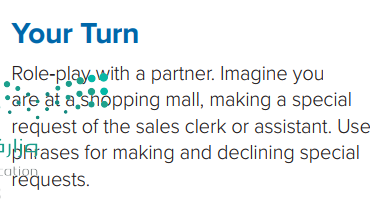 Your Turn
Role-play with a partner. Imagine you
are at a shopping mall, making a special
request of the sales clerk or assistant. Use
phrases for making and declining special
requests.